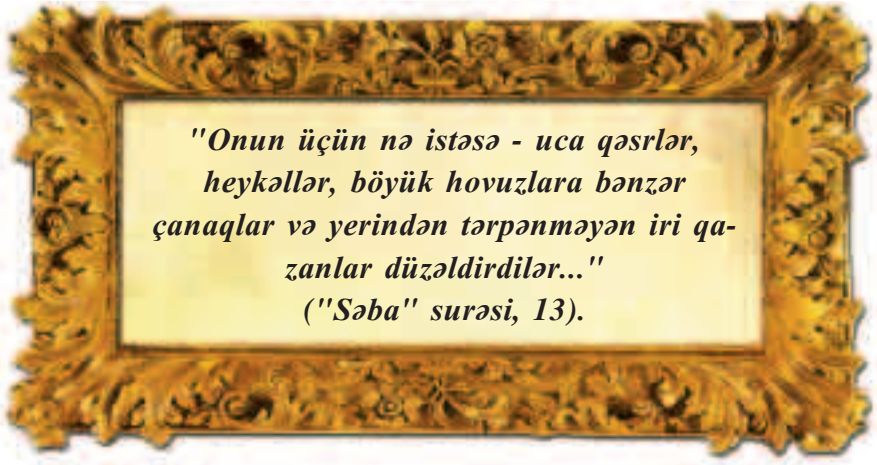 "Onun üçün nə istəsə - uca qəsrlər,
heykəllər, böyük hovuzlara bənzər
çanaqlar və yerindən tərpənməyən iri qa-
zanlar düzəldirdilər..."
("Səba" surəsi, 13).